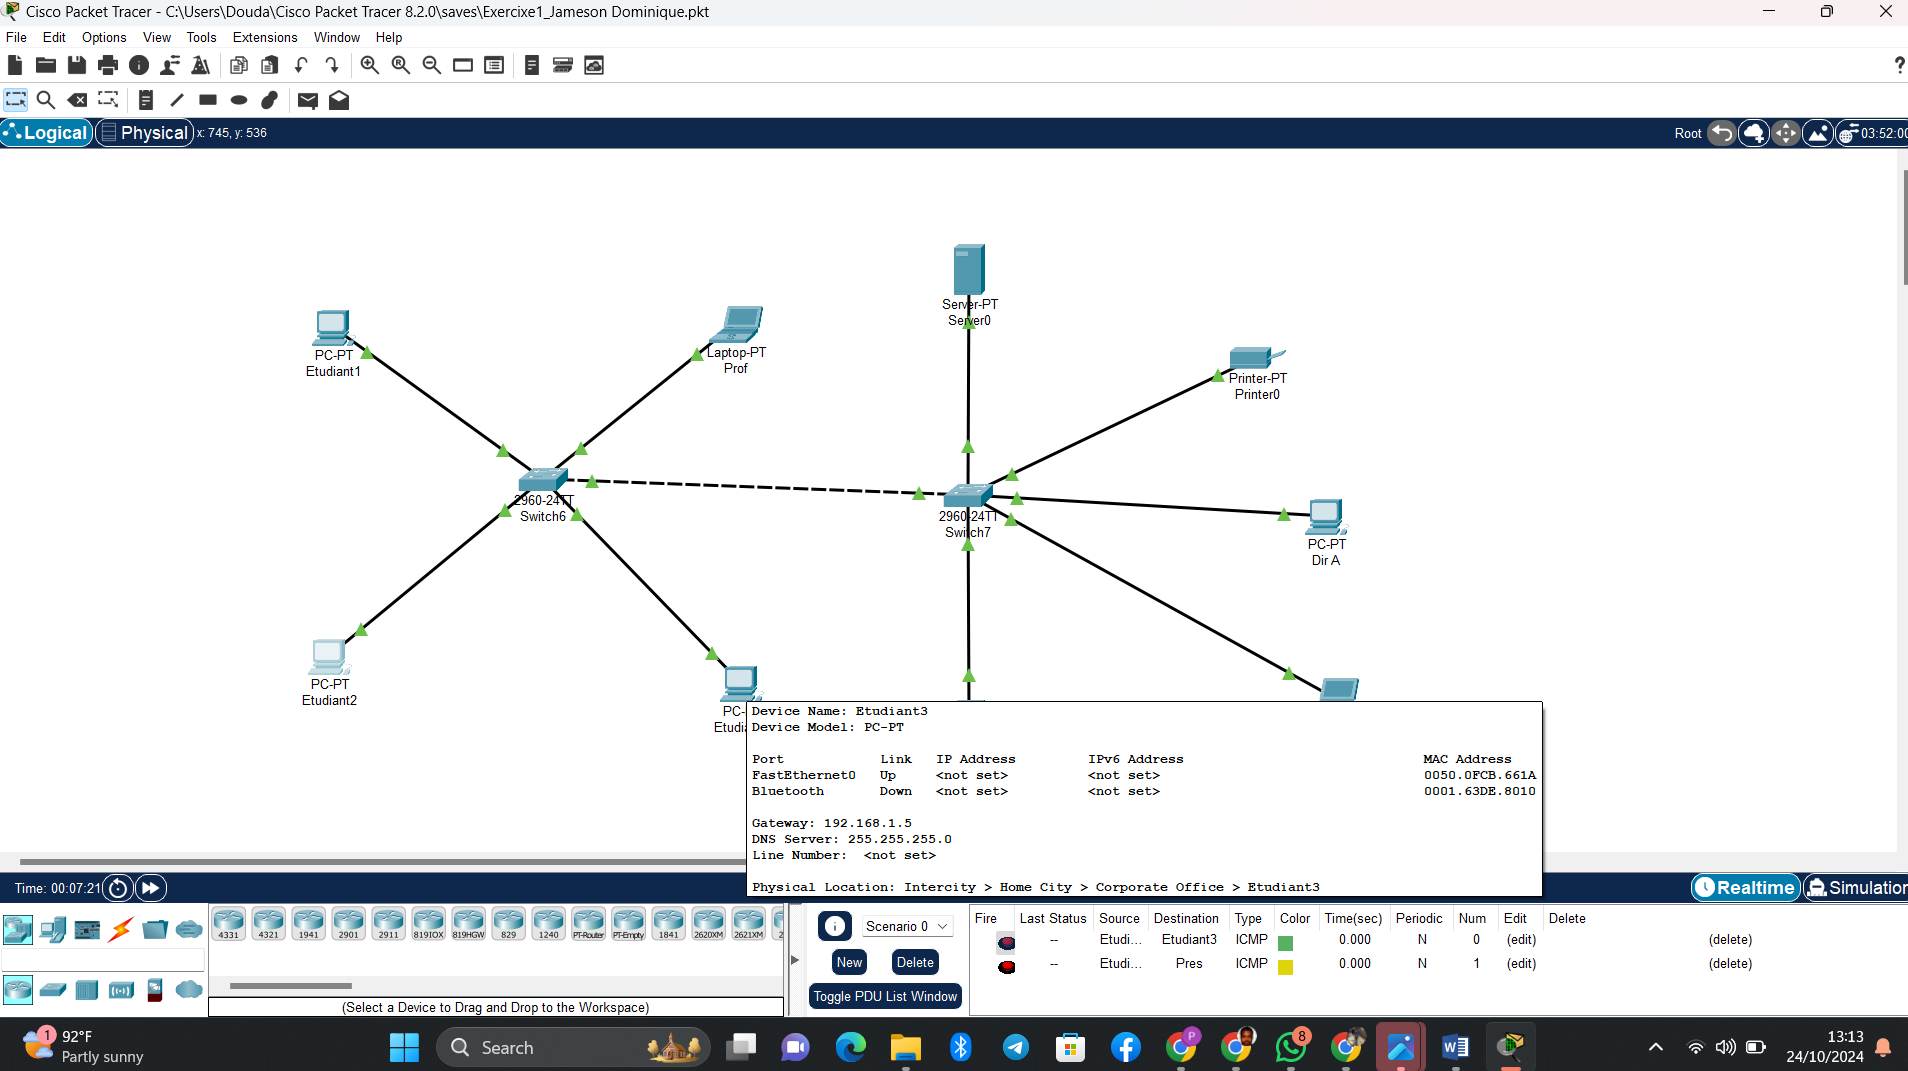 Cisco Packet Tracer - C:\Users\Douda\Cisco Packet Tracer 8.2.0\saves\Exercixe1_Jameson Dominique.pkt
File Edit Options View Tools Extensions Window Help
?
Logical Physical x: 745, y: 536 Root 03:52:00
Server-PT
Server0
PC-PT
Etudiant1
Laptop-PT
Prof
Printer-PT
Printer0
2960-24TT
Switch6
2960-24TT
Switch7
PC-PT
Dir A
PC-PT
Etudiant2
PC-
Etudia
Device Name: Etudiant3
Device Model: PC-PT
Port Link IP Address IPv6 Address MAC Address
FastEthernet0 Up <not set> <not set> 0050.0FCB.661A
Bluetooth Down <not set> <not set> 0001.63DE.8010
Gateway: 192.168.1.5
DNS Server: 255.255.255.0
Line Number: <not set>
Physical Location: Intercity > Home City > Corporate Office > Etudiant3
Time: 00:07:21 Realtime Simulation
4331 4321 1941 2901 2911 819IOX 819HGW 829 1240 PT-Router PT-Empty 1841 2620XM 2621XM 2
(Select a Device to Drag and Drop to the Workspace)
Scenario 0
New Delete
Toggle PDU List Window
Fire Last Status Source Destination Type Color Time(sec) Periodic Num Edit Delete
-- Etudi... Etudiant3 ICMP 0.000 N 0 (edit) (delete)
-- Etudi... Pres ICMP 0.000 N 1 (edit) (delete)
1
92°F
Partly sunny
Search
P
8
13:13
24/10/2024